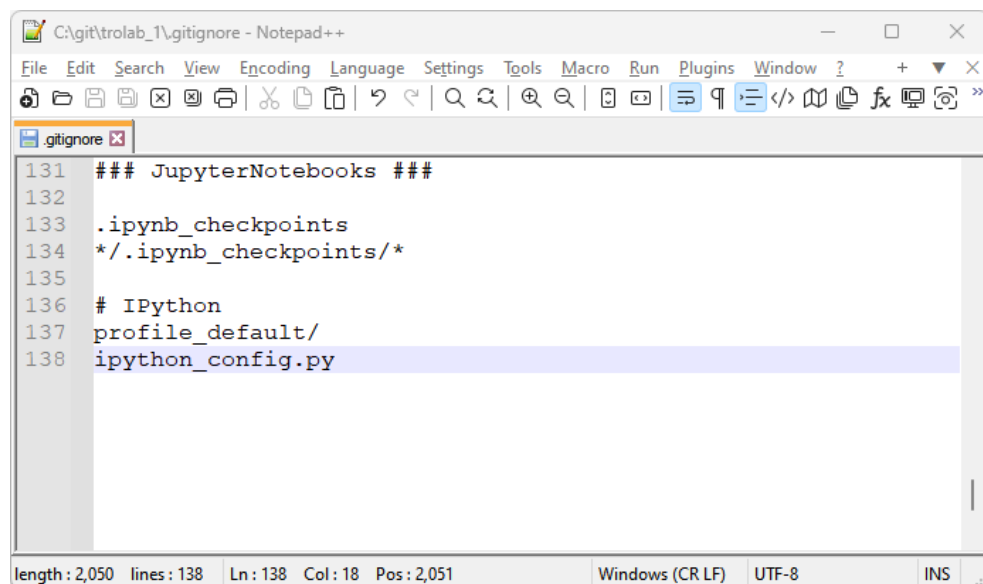 C:\git\trolab_1\.gitignore - Notepad++
File Edit Search View Encoding Language Settings Tools Macro Run Plugins Window ?
.gitignore
131 ### JupyterNotebooks ###
132
133 .ipynb_checkpoints
134 */.ipynb_checkpoints/*
135
136 # IPython
137 profile_default/
138 ipython_config.py
length : 2,050 lines : 138 Ln : 138 Col : 18 Pos : 2,051 Windows (CR LF) UTF-8 INS